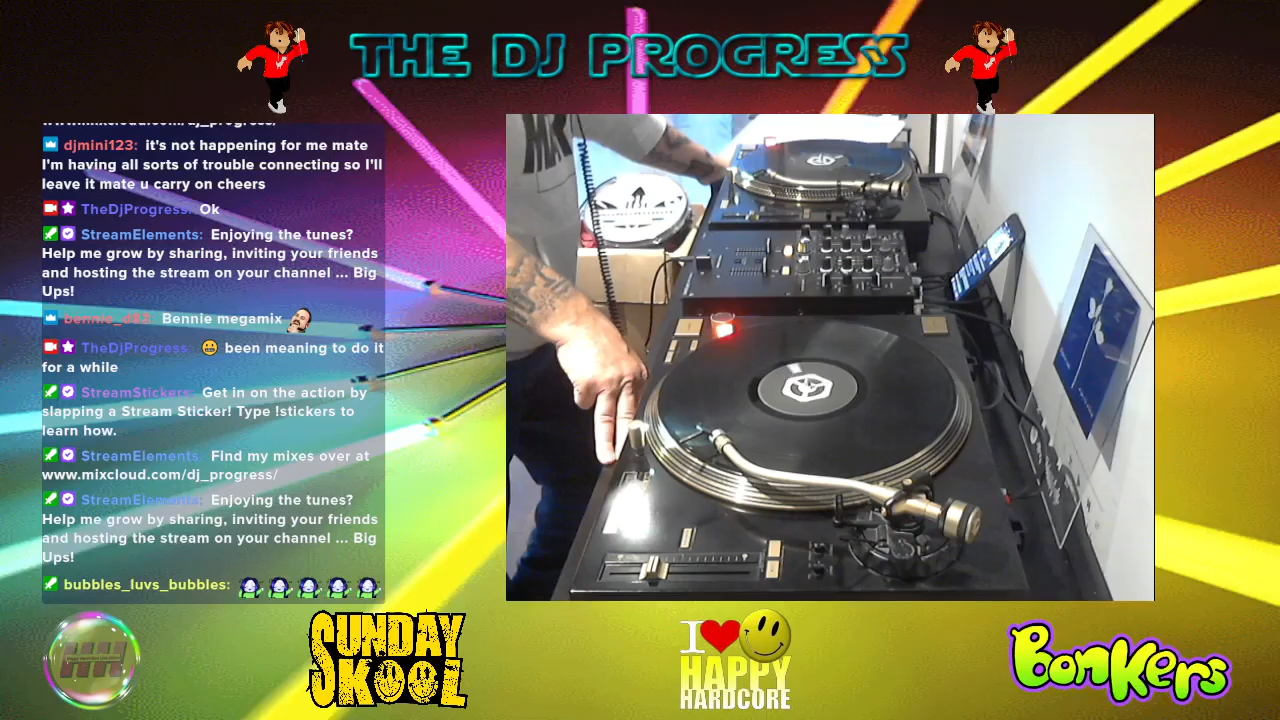 THE DJ PROGRESS
www.mixcloud.com/dj_progress/
djmini123: it's not happening for me mate
I'm having all sorts of trouble connecting so I'll
leave it mate u carry on cheers
TheDjProgress: Ok
StreamElements: Enjoying the tunes?
Help me grow by sharing, inviting your friends
and hosting the stream on your channel ... Big
Ups!
bennie_d82: Bennie megamix
TheDjProgress: been meaning to do it
for a while
StreamStickers: Get in on the action by
slapping a Stream Sticker! Type !stickers to
learn how.
StreamElements: Find my mixes over at
www.mixcloud.com/dj_progress/
StreamElements: Enjoying the tunes?
Help me grow by sharing, inviting your friends
and hosting the stream on your channel ... Big
Ups!
bubbles_luvs_bubbles:
SUNDAY
SKOOL
I
HAPPY
HARDCORE
BONKERS